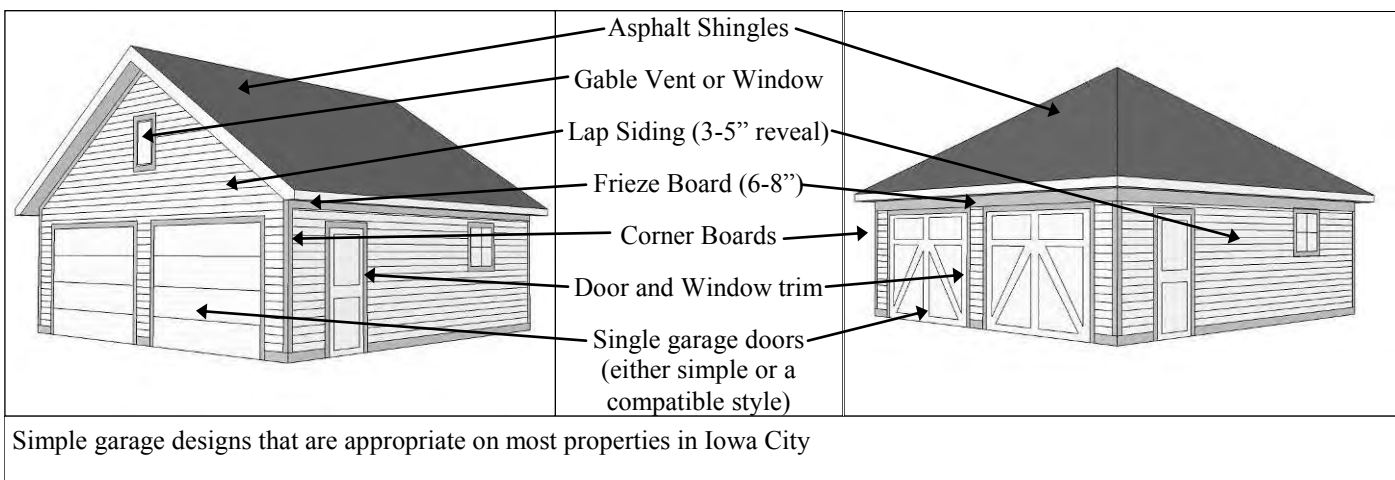 Asphalt Shingles
Gable Vent or Window
Lap Siding (3-5” reveal)
Frieze Board (6-8”)
Corner Boards
Door and Window trim
Single garage doors
(either simple or a
compatible style)
Simple garage designs that are appropriate on most properties in Iowa City